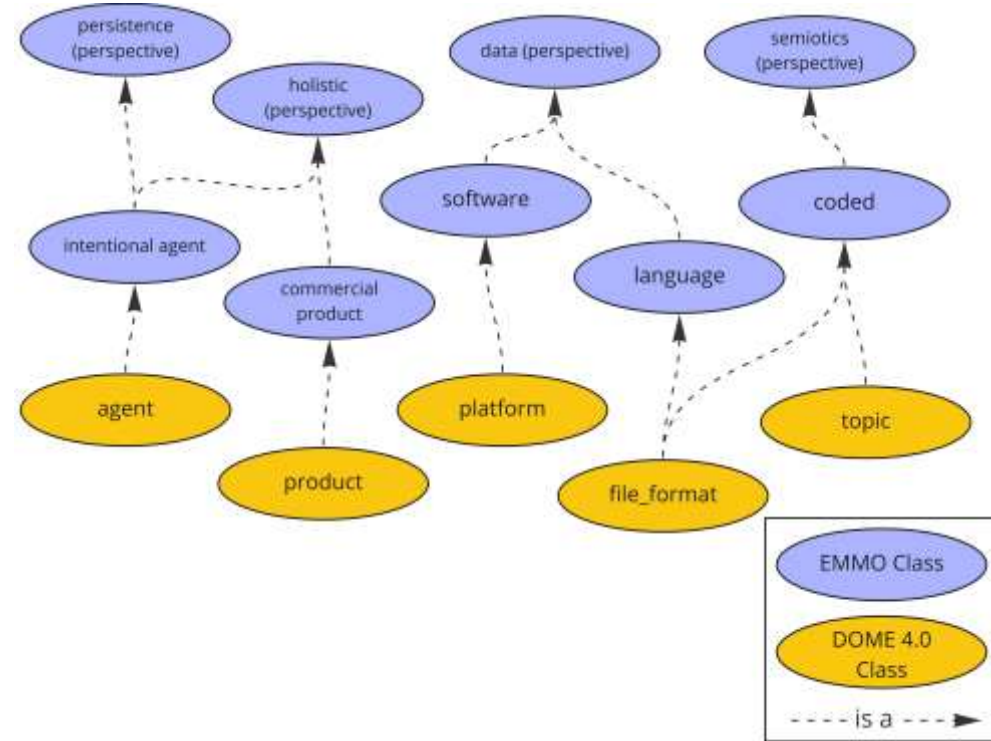 persistence
(perspective)
data (perspective)
semiotics
(perspective)
holistic
(perspective)
software
coded
intentional agent
language
commercial
product
agent
platform
topic
product
file_format
EMMO Class
DOME 4.0
Class
is a